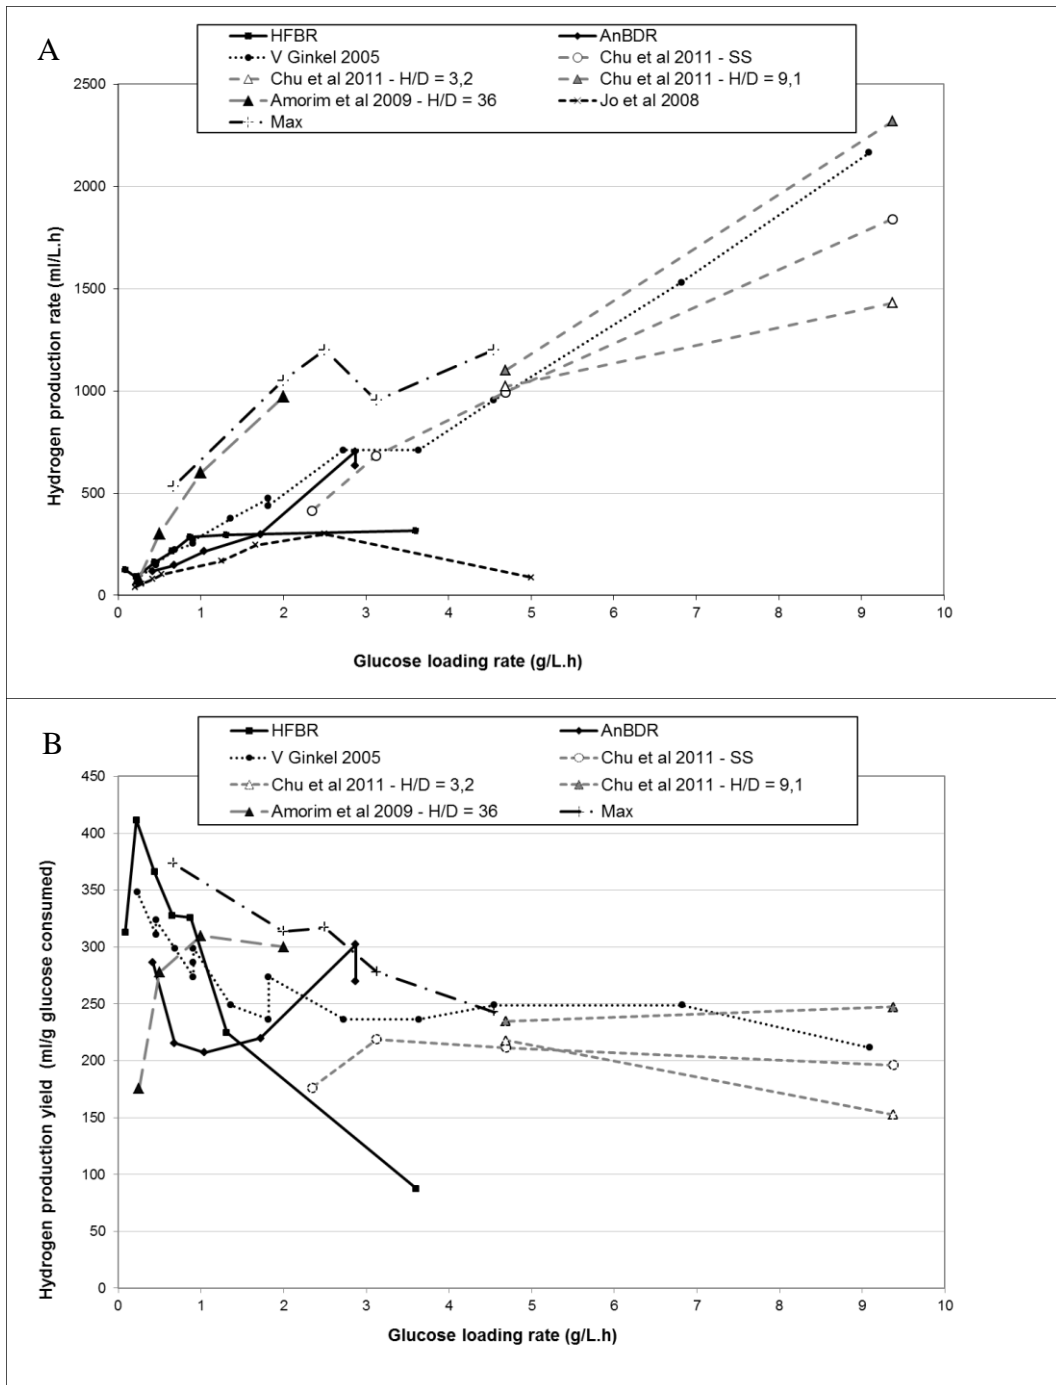 A
HFBR AnBDR
V Ginkel 2005 Chu et al 2011 - SS
Chu et al 2011 - H/D = 3,2 Chu et al 2011 - H/D = 9,1
Amorim et al 2009 - H/D = 36 Jo et al 2008
Max
Hydrogen production rate (ml/L.h)
2500
2000
1500
1000
500
0
0 1 2 3 4 5 6 7 8 9 10
Glucose loading rate (g/L.h)
B
HFBR AnBDR
V Ginkel 2005 Chu et al 2011 - SS
Chu et al 2011 - H/D = 3,2 Chu et al 2011 - H/D = 9,1
Amorim et al 2009 - H/D = 36 Max
Hydrogen production yield (ml/g glucose consumed)
450
400
350
300
250
200
150
100
50
0
0 1 2 3 4 5 6 7 8 9 10
Glucose loading rate (g/L.h)